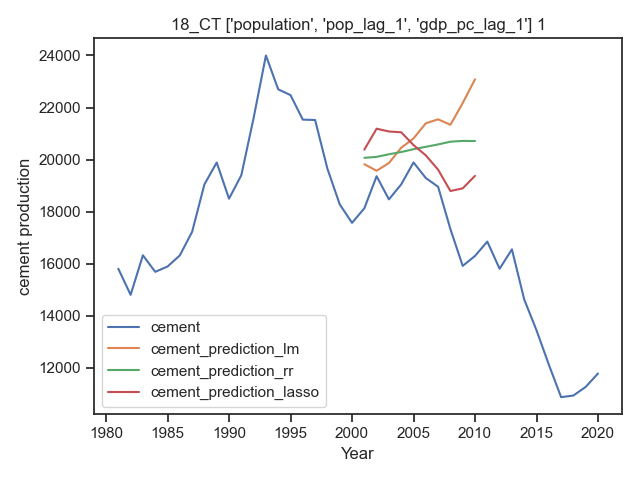 18_CT ['population', 'pop_lag_1', 'gdp_pc_lag_1'] 1
24000
22000
20000
18000
16000
14000
12000
cement production
cement
cement_prediction_lm
cement_prediction_rr
cement_prediction_lasso
1980 1985 1990 1995 2000 2005 2010 2015 2020
Year